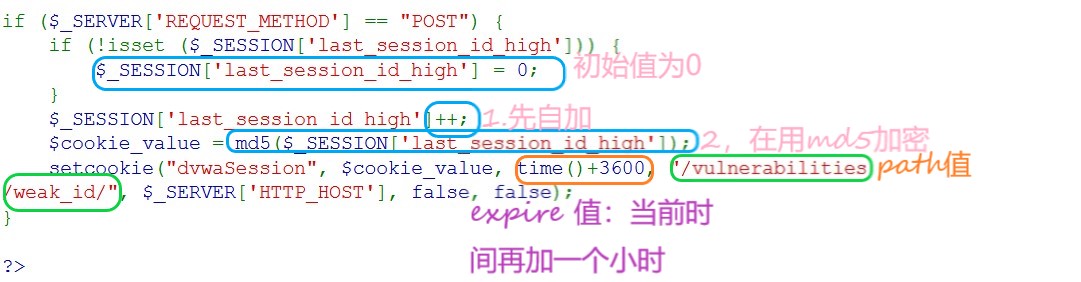 if ($_SERVER['REQUEST_METHOD'] == "POST") {
if (!isset ($_SESSION['last_session_id_high'])) {
$_SESSION['last_session_id_high'] = 0; 初始值为0
}
$_SESSION['last_session_id_high']++; 1.先自加
$cookie_value = md5($_SESSION['last_session_id_high']); 2，在用md5加密
setcookie("dvwaSession", $cookie_value, time()+3600, "/vulnerabilities path值
/weak_id/", $_SERVER['HTTP_HOST'], false, false);
}
expire 值：当前时
间再加一个小时
?>